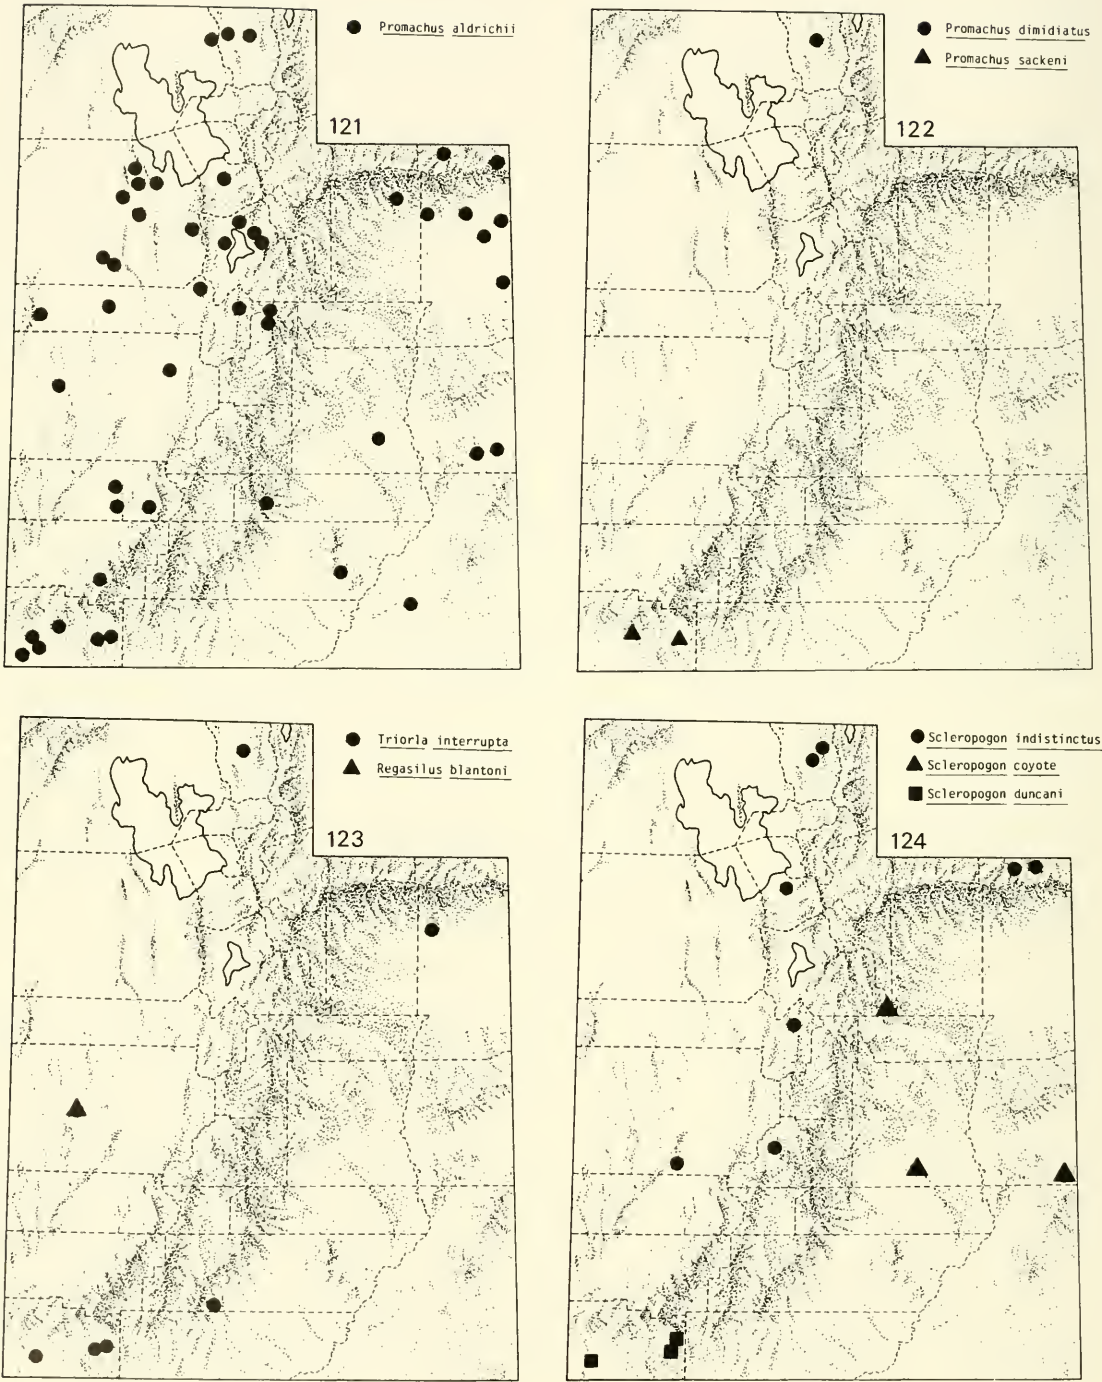 Promachus aldrichii
121
Promachus dimidiatus
Promachus sackeni
122
Triorla interrupta
Regasilus blantoni
123
Scleropogon indistinctus
Scleropogon coyote
Scleropogon duncani
124